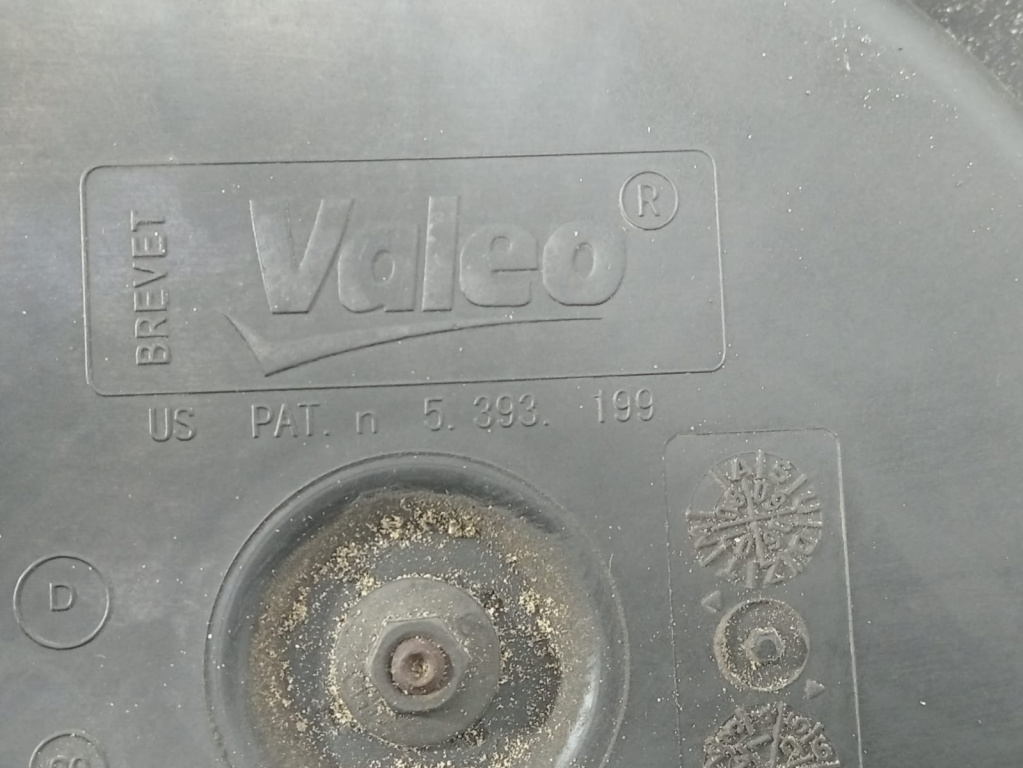 BREVET
Valeo®
US PAT. n 5. 393. 199
D